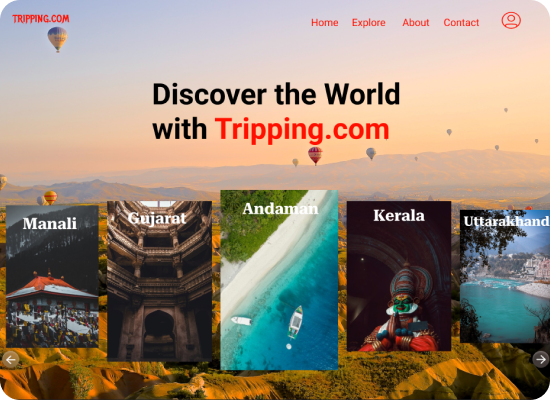 TRIPPING.COM
Home Explore About Contact
Discover the World
with Tripping.com
Manali
Gujarat
Andaman
Kerala
Uttarakhand